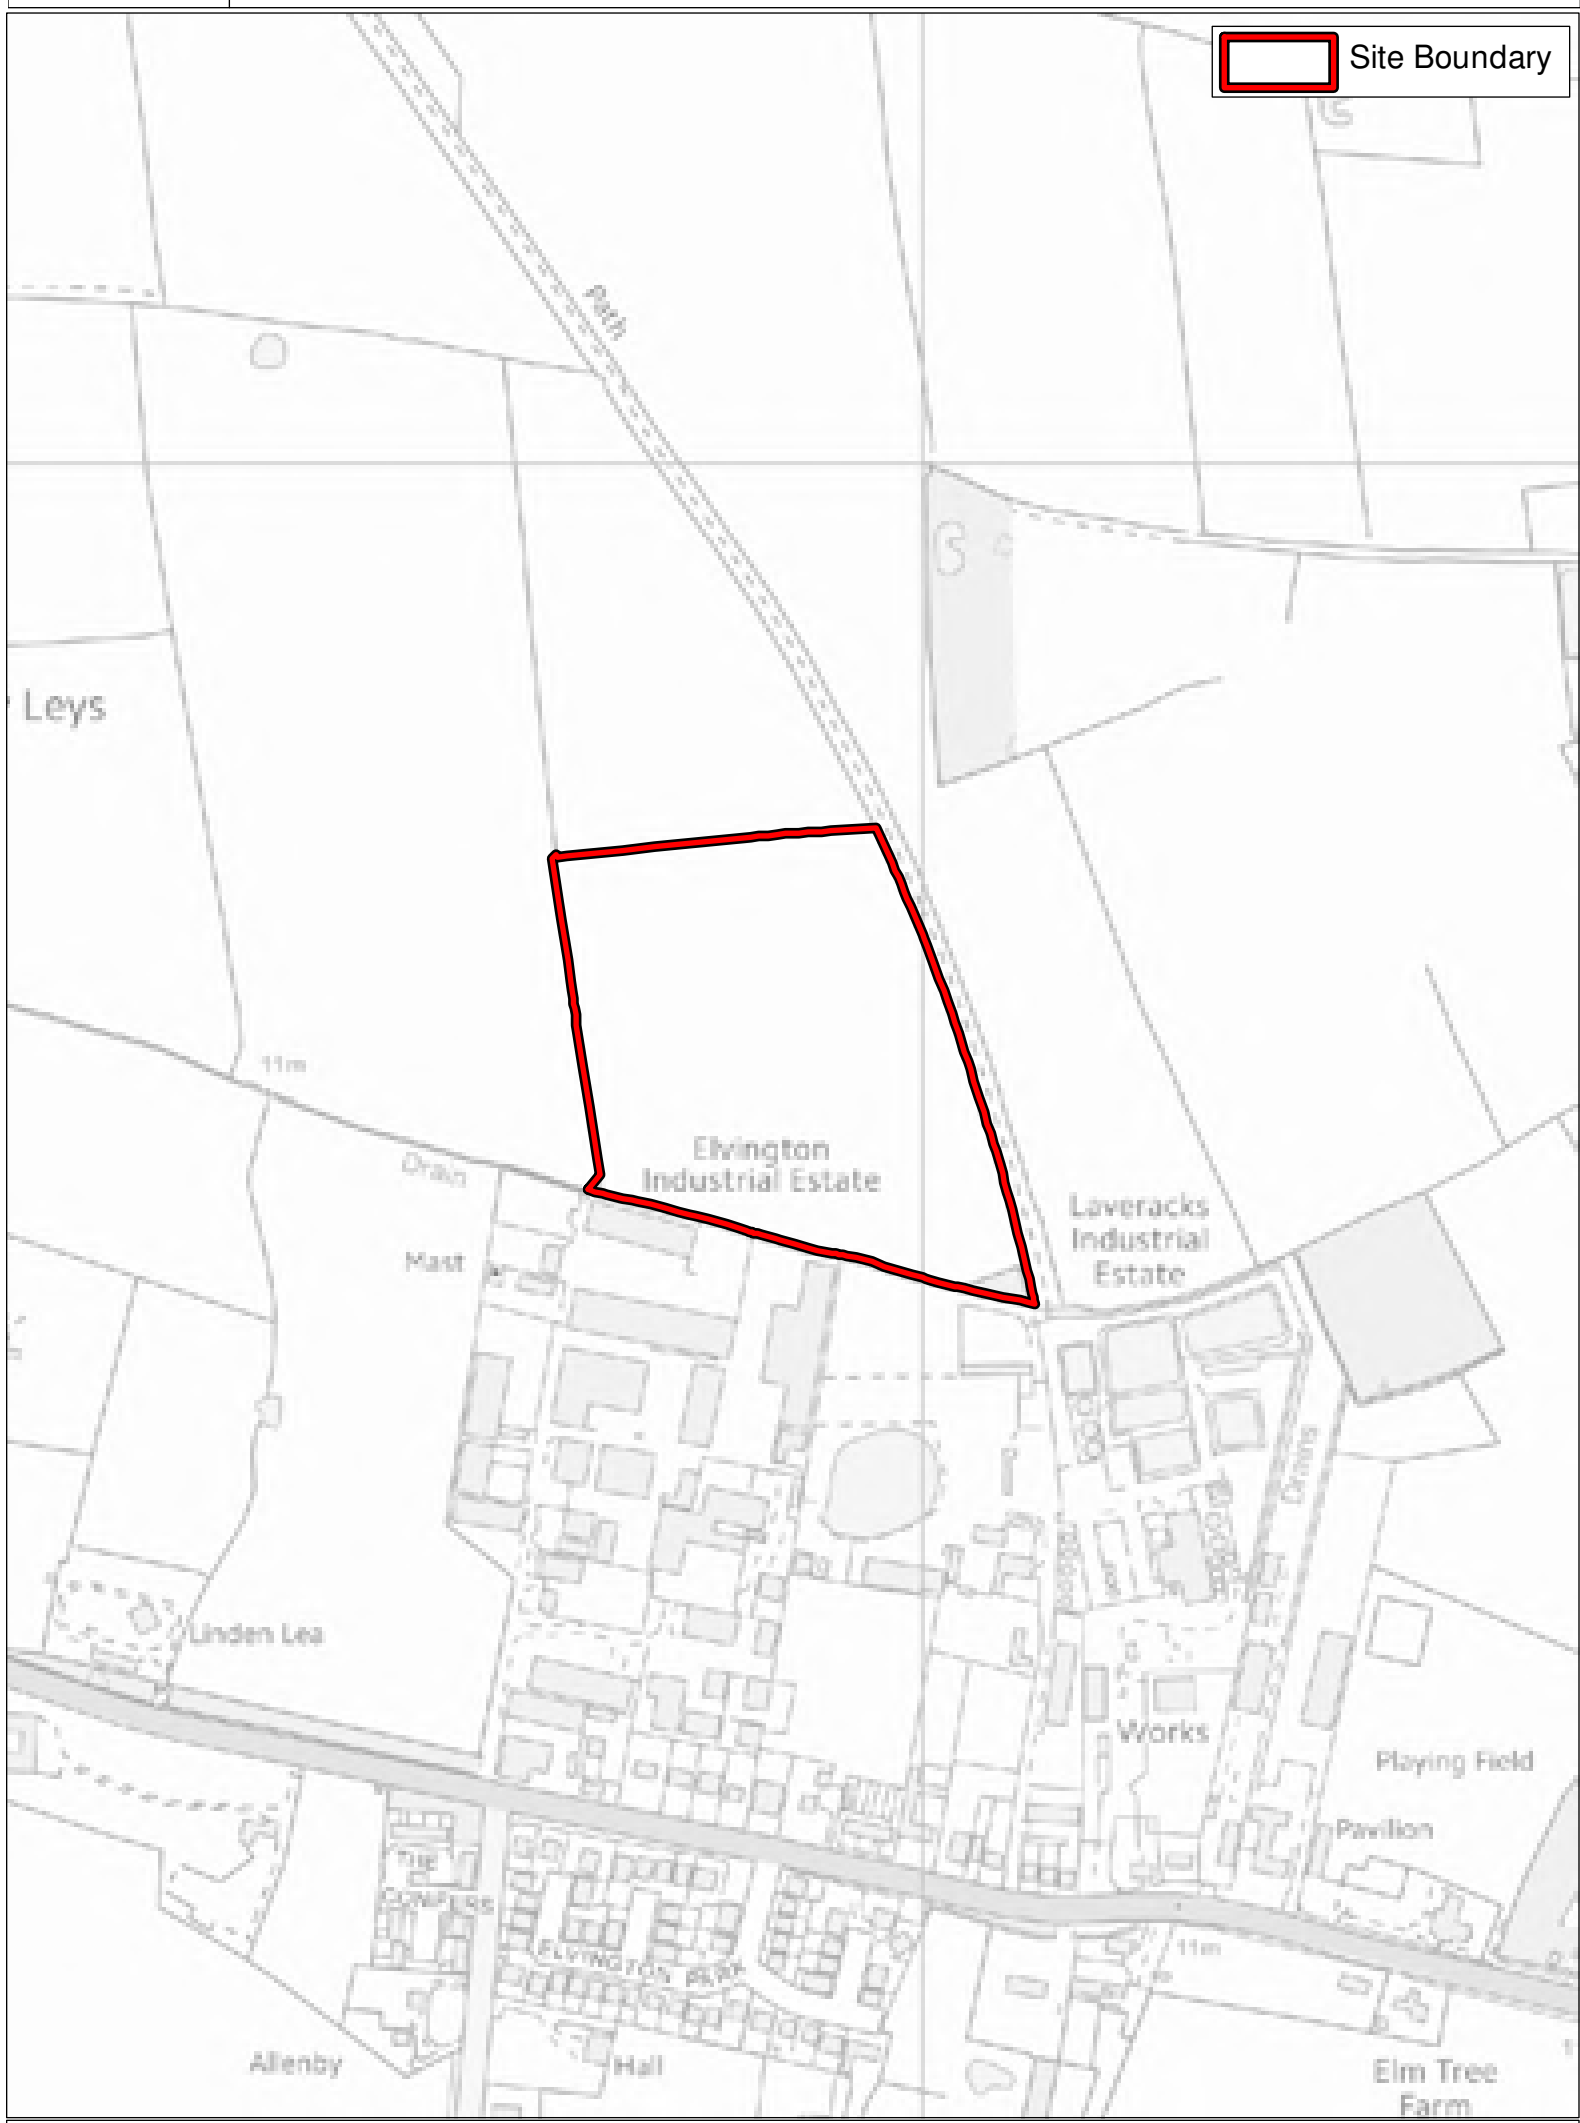 Site Boundary
Path
Leys
11m
Drain
Elvington
Industrial Estate
Laveracks
Industrial
Estate
Mast
Drains
Linden Lea
Works
Playing Field
Pavilion
THE
CONIFERS
ELVINGTON PARK
11m
Allenby
Hall
Elm Tree
Farm